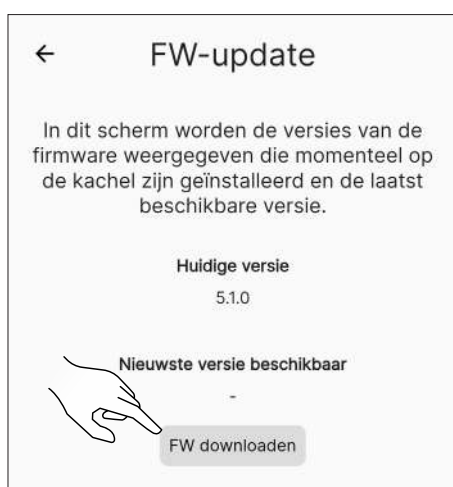 FW-update
In dit scherm worden de versies van de
firmware weergegeven die momenteel op
de kachel zijn geïnstalleerd en de laatst
beschikbare versie.
Huidige versie
5.1.0
Nieuwste versie beschikbaar
-
FW downloaden